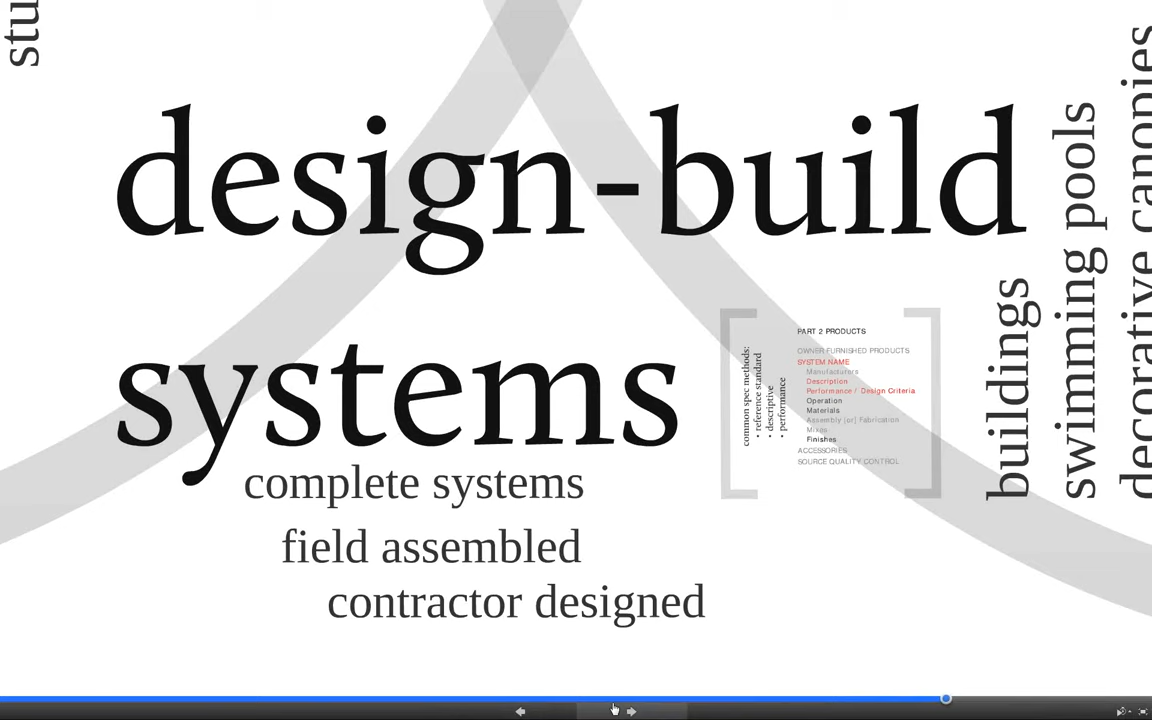 stu
design-build
systems
complete systems
field assembled
contractor designed
common spec methods:
• reference standard
• descriptive
• performance
PART 2 PRODUCTS
OWNER FURNISHED PRODUCTS
SYSTEM NAME
Manufacturers
Description
Performance / Design Criteria
Operation
Materials
Assembly [or] Fabrication
Mixes
Finishes
ACCESSORIES
SOURCE QUALITY CONTROL
buildings
swimming pools
decorative canopies